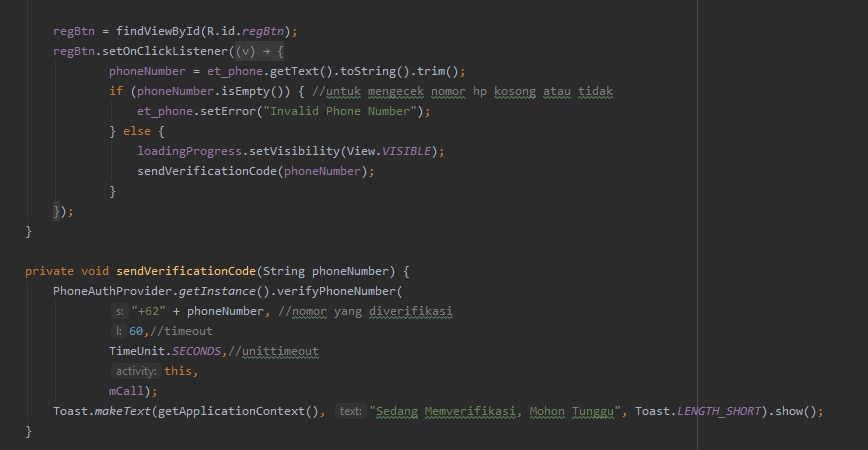 regBtn = findViewById(R.id.regBtn);
regBtn.setOnClickListener((v) → {
phoneNumber = et_phone.getText().toString().trim();
if (phoneNumber.isEmpty()) { //untuk mengecek nomor hp kosong atau tidak
et_phone.setError("Invalid Phone Number");
} else {
loadingProgress.setVisibility(View.VISIBLE);
sendVerificationCode(phoneNumber);
}
});
}
private void sendVerificationCode(String phoneNumber) {
PhoneAuthProvider.getInstance().verifyPhoneNumber(
s: "+62" + phoneNumber, //nomor yang diverifikasi
l: 60,//timeout
TimeUnit.SECONDS,//unittimeout
activity: this,
mCall);
Toast.makeText(getApplicationContext(), text: "Sedang Memverifikasi, Mohon Tunggu", Toast.LENGTH_SHORT).show();
}